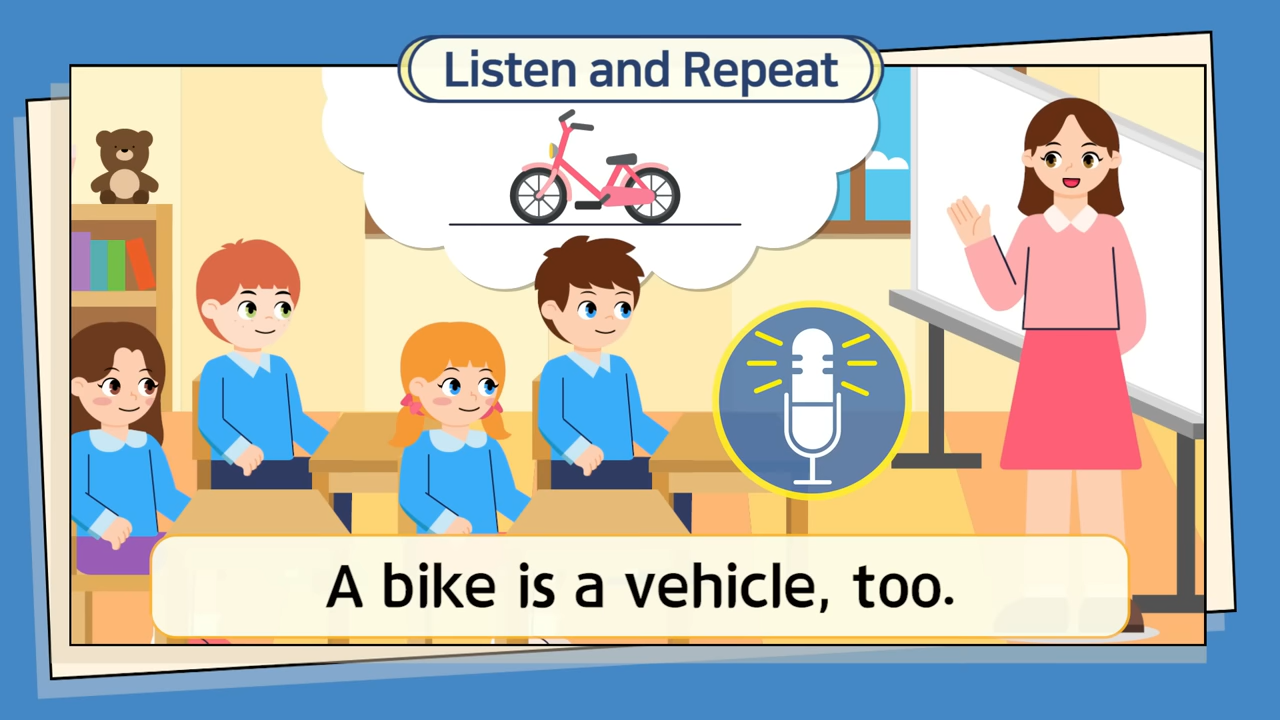 Listen and Repeat
A bike is a vehicle, too.